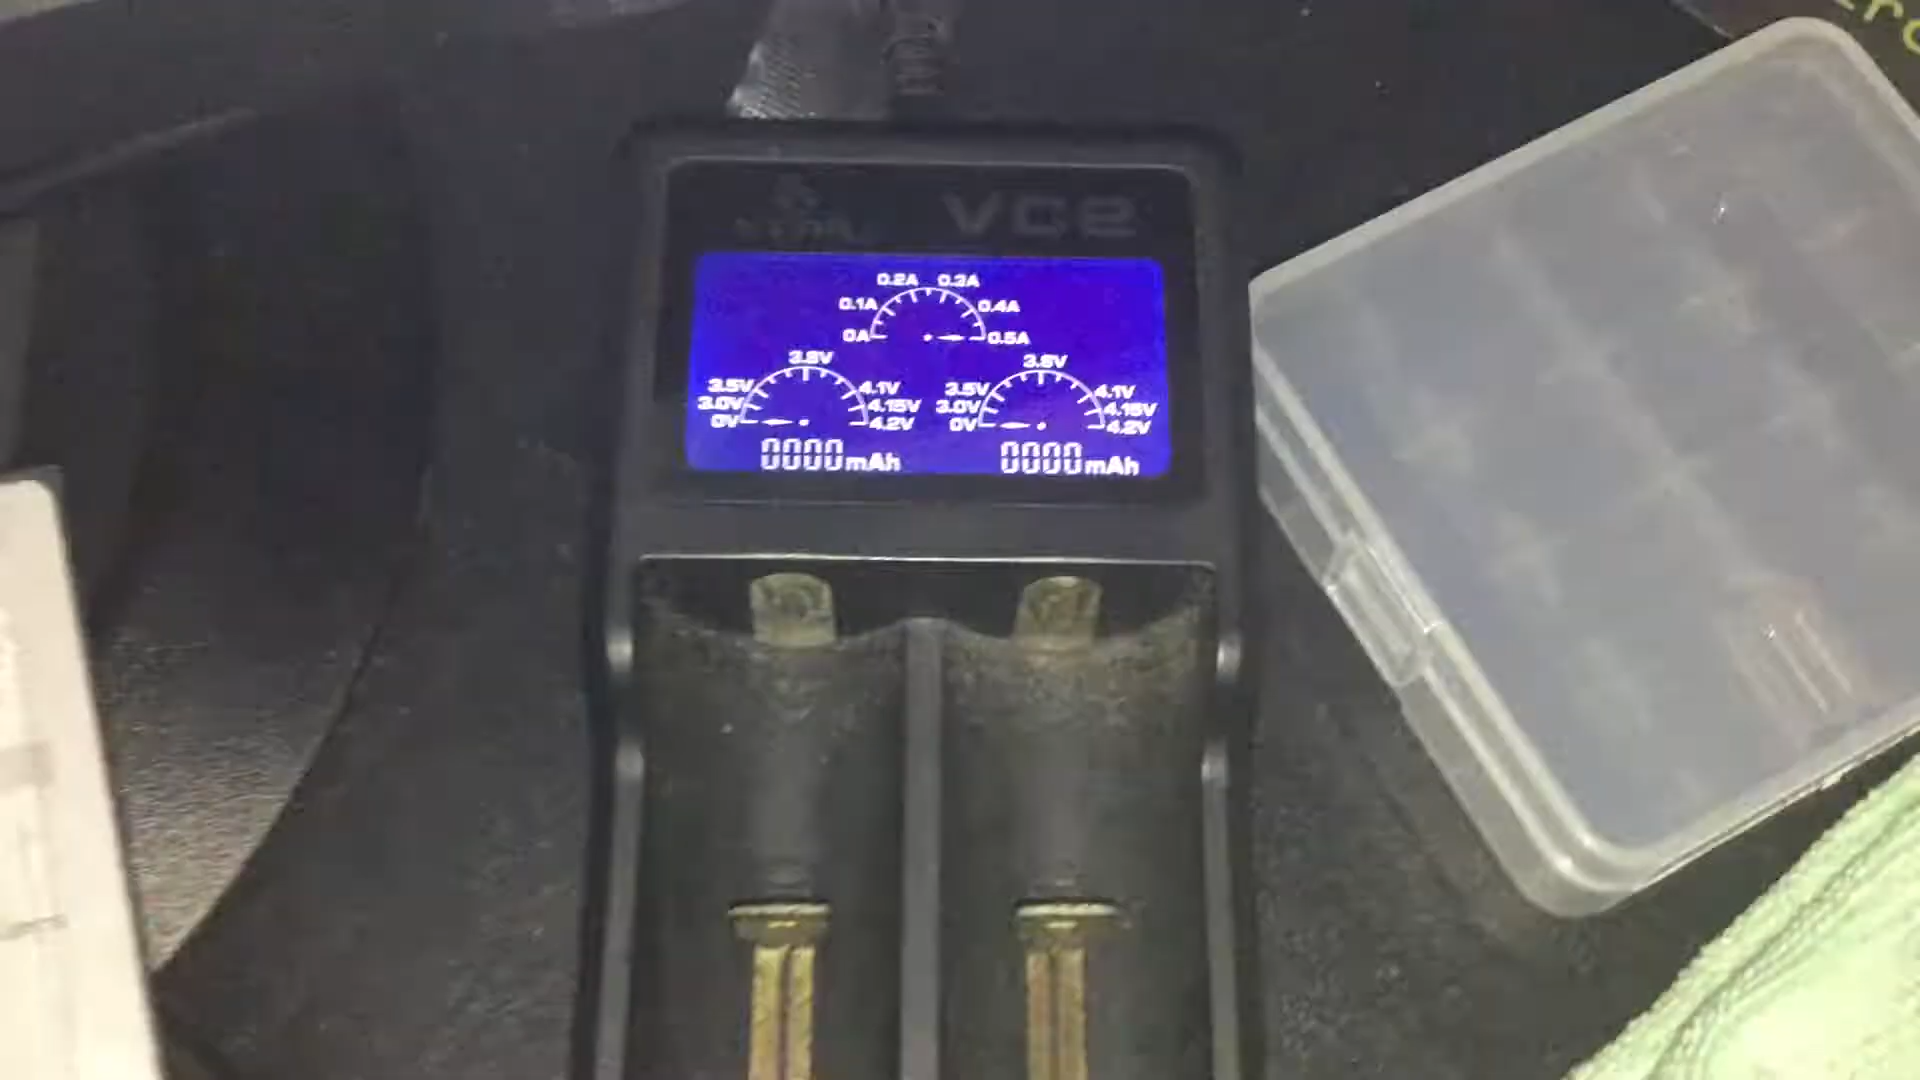 VC2
0.2A 0.3A
0.1A 0.4A
0A 0.5A
3.8V 3.8V
3.5V 4.1V 3.5V 4.1V
3.0V 4.15V 3.0V 4.15V
0V 4.2V 0V 4.2V
0000mAh 0000mAh